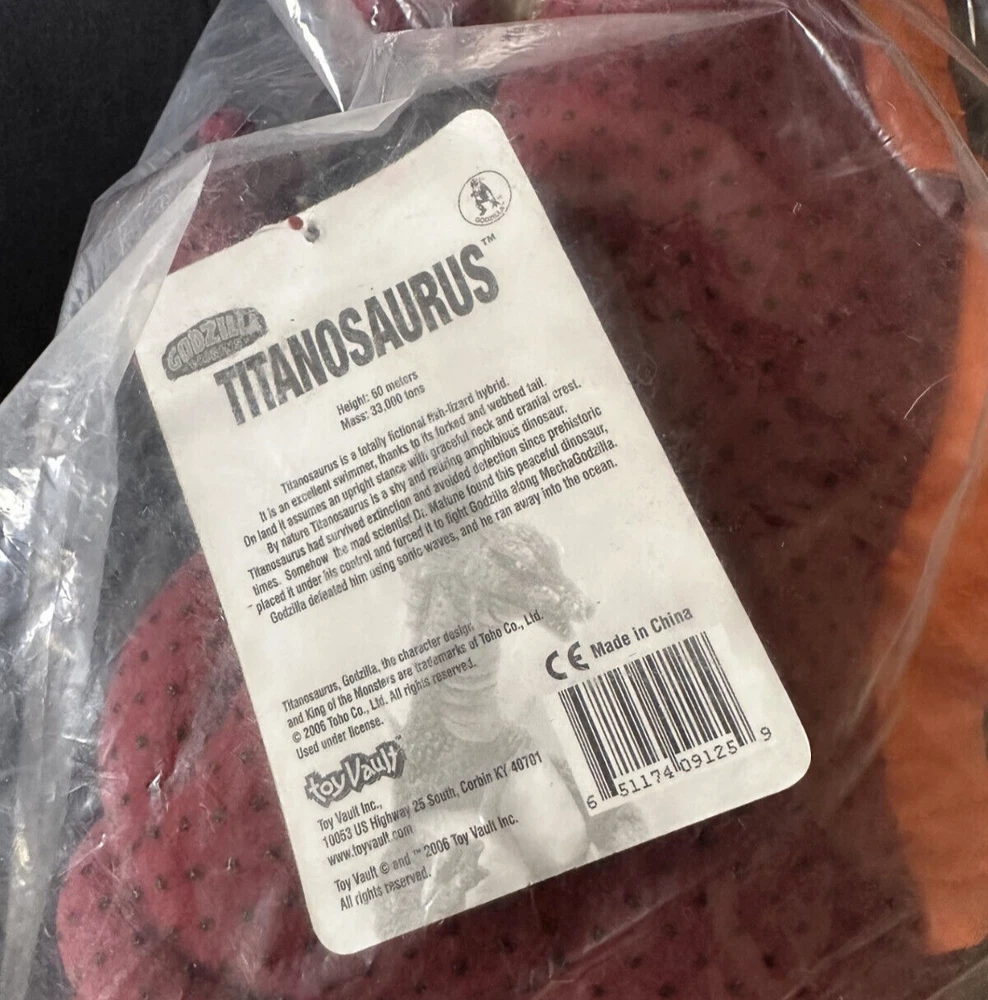 GODZILLA
GODZILLA
TITANOSAURUS™
Height: 60 meters
Mass: 33,000 tons
Titanosaurus is a totally fictional fish-lizard hybrid.
It is an excellent swimmer, thanks to its forked and webbed tail.
On land it assumes an upright stance with graceful neck and cranial crest.
By nature Titanosaurus is a shy and retiring amphibious dinosaur.
Titanosaurus had survived extinction and avoided detection since prehistoric
times. Somehow the mad scientist Dr. Mafune found this peaceful dinosaur,
placed it under his control and forced it to fight Godzilla along MechaGodzilla.
Godzilla defeated him using sonic waves, and he ran away into the ocean.
Titanosaurus, Godzilla, the character design,
and King of the Monsters are trademarks of Toho Co., Ltd.
© 2006 Toho Co., Ltd. All rights reserved.
Used under license.
CE Made in China
toy Vault™
Toy Vault Inc.,
10053 US Highway 25 South, Corbin KY 40701
www.toyvault.com
Toy Vault © and ™ 2006 Toy Vault Inc.
All rights reserved.
6 51174 09125 9